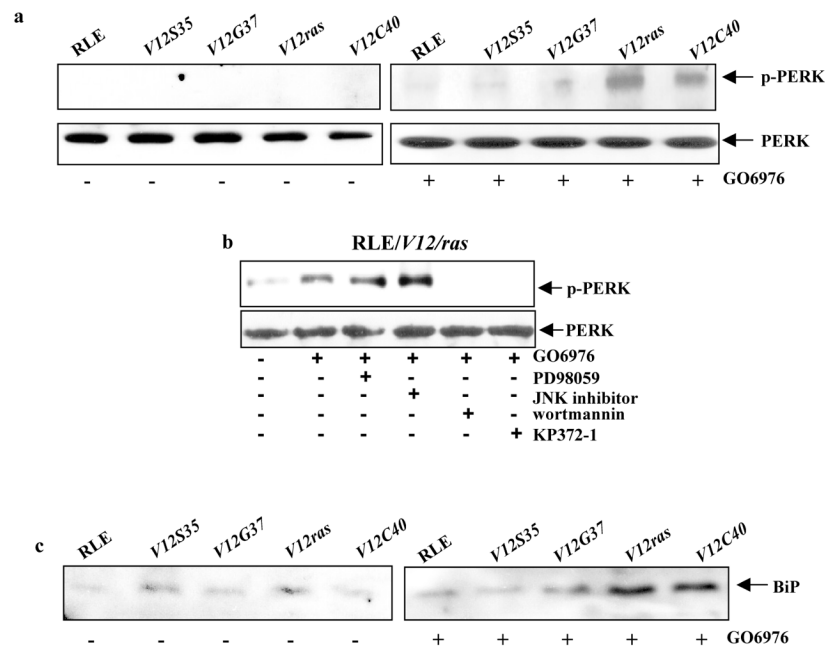 a
RLE V12S35 V12G37 V12ras V12C40 RLE V12S35 V12G37 V12ras V12C40
p-PERK
PERK
- - - - - + + + + + GO6976
b RLE/V12/ras
p-PERK
PERK
- + + + + + GO6976
- - + - - - PD98059
- - - + - - JNK inhibitor
- - - - + - wortmannin
- - - - - + KP372-1
c RLE V12S35 V12G37 V12ras V12C40 RLE V12S35 V12G37 V12ras V12C40
BiP
- - - - - + + + + + GO6976